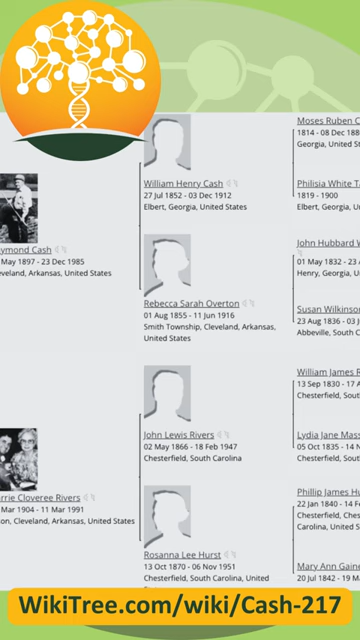 Moses Ruben C
1814 - 08 Dec 188
Georgia, United St
William Henry Cash
27 Jul 1852 - 03 Dec 1912
Elbert, Georgia, United States
Philisia White Ta
1819 - 1900
Elbert, Georgia, Un
ymond Cash
May 1897 - 23 Dec 1985
eveland, Arkansas, United States
John Hubbard W
01 May 1832 - 23
Henry, Georgia, U
Rebecca Sarah Overton
01 Aug 1855 - 11 Jun 1916
Smith Township, Cleveland, Arkansas,
United States
Susan Wilkinson
23 Aug 1836 - 03 J
Abbeville, South C
William James R
13 Sep 1830 - 17 A
Chesterfield, Sout
John Lewis Rivers
02 May 1866 - 18 Feb 1947
Chesterfield, South Carolina
Lydia Jane Mass
05 Oct 1835 - 14 N
Chesterfield, Sout
rrie Cloveree Rivers
Mar 1904 - 11 Mar 1991
on, Cleveland, Arkansas, United States
Phillip James Hu
22 Jan 1840 - 14 Fe
Chesterfield, Ches
Carolina, United S
Rosanna Lee Hurst
13 Oct 1870 - 06 Nov 1951
Chesterfield, South Carolina, United
Mary Ann Gaine
20 Jul 1842 - 19 M
WikiTree.com/wiki/Cash-217